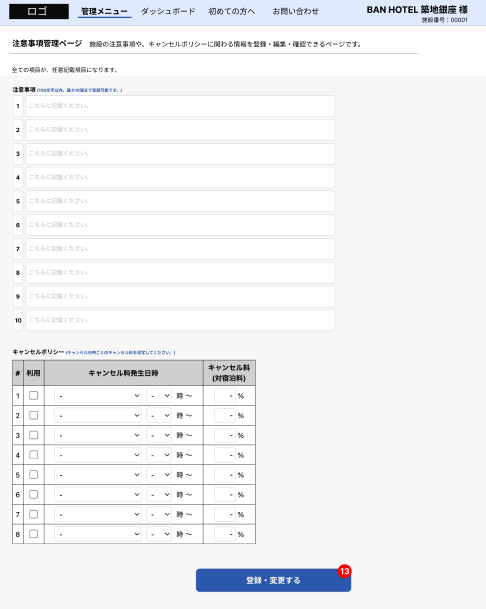 ロゴ 管理メニュー ダッシュボード 初めての方へ お問い合わせ BAN HOTEL 築地銀座 様
施設番号：00001
注意事項管理ページ 施設の注意事項や、キャンセルポリシーに関わる情報を登録・編集・確認できるページです。
全ての項目が、任意記載項目になります。
注意事項 (150文字以内。最大10個まで登録可能です。)
1 こちらに記載ください。
2 こちらに記載ください。
3 こちらに記載ください。
4 こちらに記載ください。
5 こちらに記載ください。
6 こちらに記載ください。
7 こちらに記載ください。
8 こちらに記載ください。
9 こちらに記載ください。
10 こちらに記載ください。
キャンセルポリシー (キャンセル日時ごとのキャンセル料を設定してください。)
# 利用 キャンセル料発生日時 キャンセル料
(対宿泊料)
1 - - 時 〜 - %
2 - - 時 〜 - %
3 - - 時 〜 - %
4 - - 時 〜 - %
5 - - 時 〜 - %
6 - - 時 〜 - %
7 - - 時 〜 - %
8 - - 時 〜 - %
13
登録・変更する